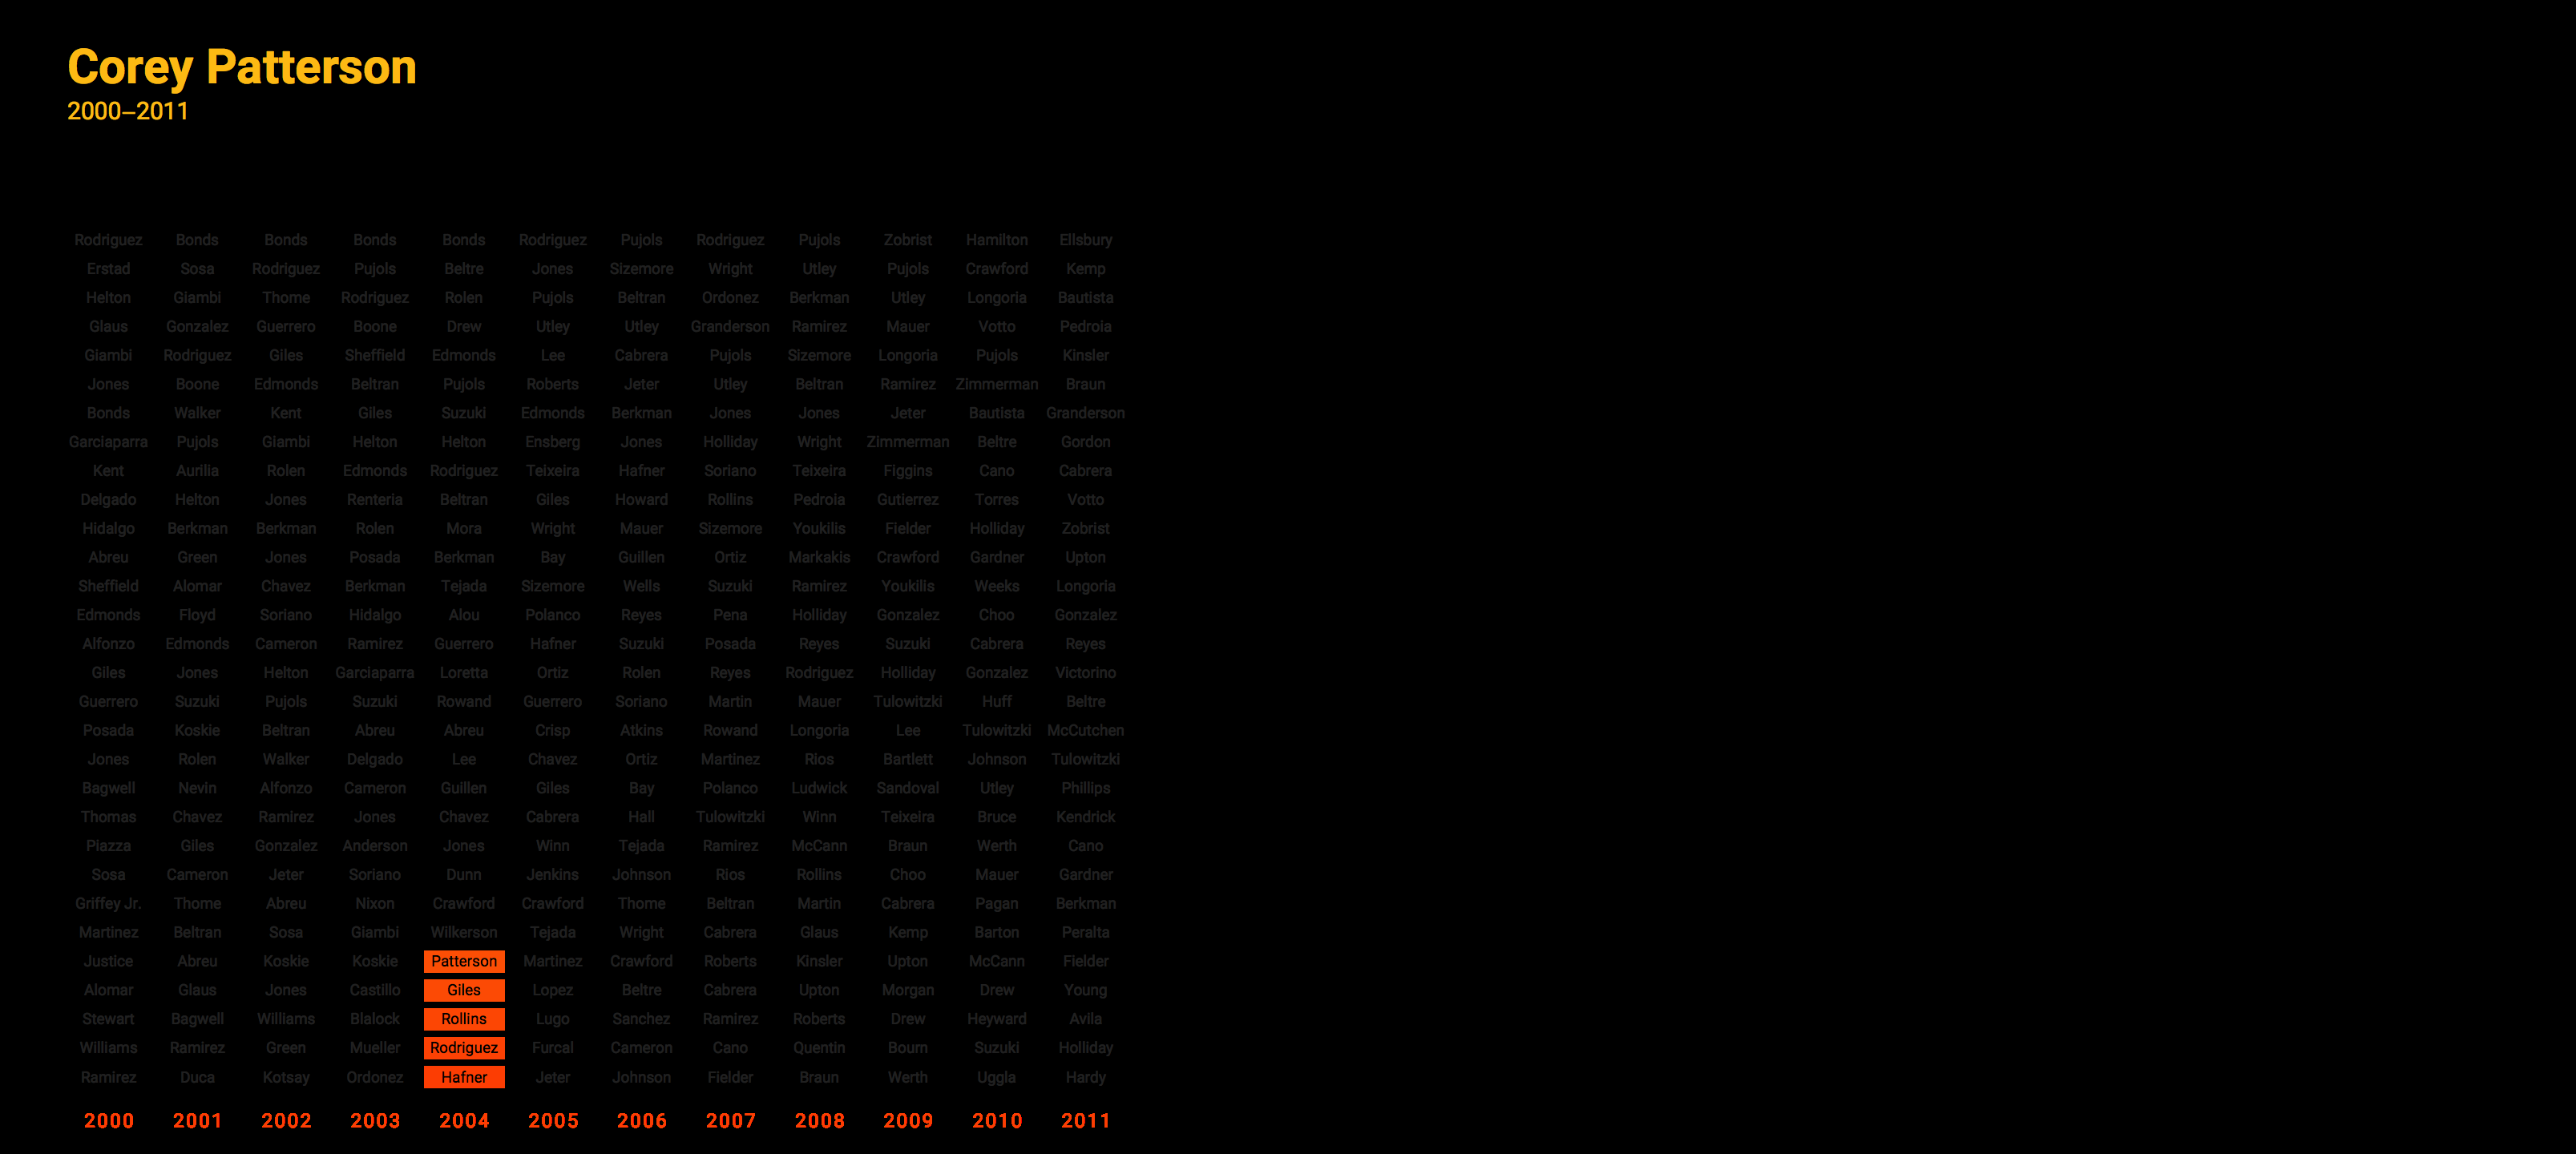 Corey Patterson
2000–2011
Rodriguez Bonds Bonds Bonds Bonds Rodriguez Pujols Rodriguez Pujols Zobrist Hamilton Ellsbury
Erstad Sosa Rodriguez Pujols Beltre Jones Sizemore Wright Utley Pujols Crawford Kemp
Helton Giambi Thome Rodriguez Rolen Pujols Beltran Ordonez Berkman Utley Longoria Bautista
Glaus Gonzalez Guerrero Boone Drew Utley Utley Granderson Ramirez Mauer Votto Pedroia
Giambi Rodriguez Giles Sheffield Edmonds Lee Cabrera Pujols Sizemore Longoria Pujols Kinsler
Jones Boone Edmonds Beltran Pujols Roberts Jeter Utley Beltran Ramirez Zimmerman Braun
Bonds Walker Kent Giles Suzuki Edmonds Berkman Jones Jones Jeter Bautista Granderson
Garciaparra Pujols Giambi Helton Helton Ensberg Jones Holliday Wright Zimmerman Beltre Gordon
Kent Aurilia Rolen Edmonds Rodriguez Teixeira Hafner Soriano Teixeira Figgins Cano Cabrera
Delgado Helton Jones Renteria Beltran Giles Howard Rollins Pedroia Gutierrez Torres Votto
Hidalgo Berkman Berkman Rolen Mora Wright Mauer Sizemore Youkilis Fielder Holliday Zobrist
Abreu Green Jones Posada Berkman Bay Guillen Ortiz Markakis Crawford Gardner Upton
Sheffield Alomar Chavez Berkman Tejada Sizemore Wells Suzuki Ramirez Youkilis Weeks Longoria
Edmonds Floyd Soriano Hidalgo Alou Polanco Reyes Pena Holliday Gonzalez Choo Gonzalez
Alfonzo Edmonds Cameron Ramirez Guerrero Hafner Suzuki Posada Reyes Suzuki Cabrera Reyes
Giles Jones Helton Garciaparra Loretta Ortiz Rolen Reyes Rodriguez Holliday Gonzalez Victorino
Guerrero Suzuki Pujols Suzuki Rowand Guerrero Soriano Martin Mauer Tulowitzki Huff Beltre
Posada Koskie Beltran Abreu Abreu Crisp Atkins Rowand Longoria Lee Tulowitzki McCutchen
Jones Rolen Walker Delgado Lee Chavez Ortiz Martinez Rios Bartlett Johnson Tulowitzki
Bagwell Nevin Alfonzo Cameron Guillen Giles Bay Polanco Ludwick Sandoval Utley Phillips
Thomas Chavez Ramirez Jones Chavez Cabrera Hall Tulowitzki Winn Teixeira Bruce Kendrick
Piazza Giles Gonzalez Anderson Jones Winn Tejada Ramirez McCann Braun Werth Cano
Sosa Cameron Jeter Soriano Dunn Jenkins Johnson Rios Rollins Choo Mauer Gardner
Griffey Jr. Thome Abreu Nixon Crawford Crawford Thome Beltran Martin Cabrera Pagan Berkman
Martinez Beltran Sosa Giambi Wilkerson Tejada Wright Cabrera Glaus Kemp Barton Peralta
Justice Abreu Koskie Koskie Patterson Martinez Crawford Roberts Kinsler Upton McCann Fielder
Alomar Glaus Jones Castillo Giles Lopez Beltre Cabrera Upton Morgan Drew Young
Stewart Bagwell Williams Blalock Rollins Lugo Sanchez Ramirez Roberts Drew Heyward Avila
Williams Ramirez Green Mueller Rodriguez Furcal Cameron Cano Quentin Bourn Suzuki Holliday
Ramirez Duca Kotsay Ordonez Hafner Jeter Johnson Fielder Braun Werth Uggla Hardy
2000 2001 2002 2003 2004 2005 2006 2007 2008 2009 2010 2011